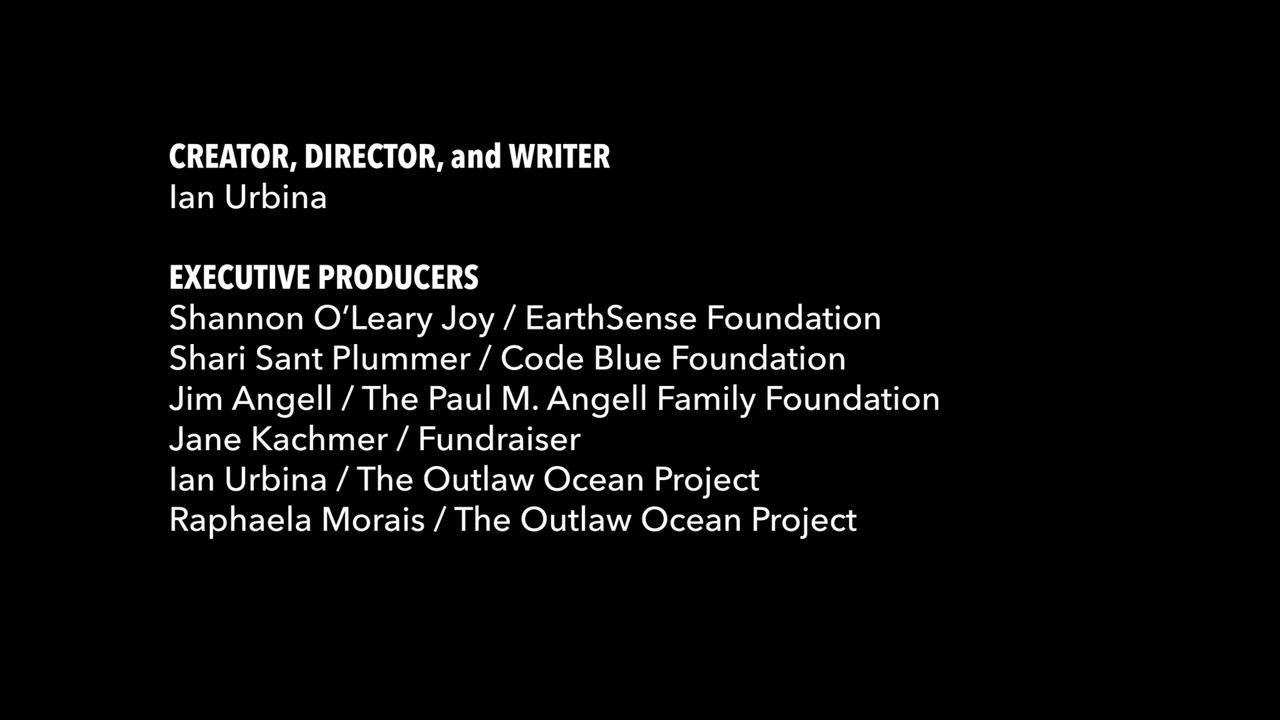 CREATOR, DIRECTOR, and WRITER
Ian Urbina
EXECUTIVE PRODUCERS
Shannon O’Leary Joy / EarthSense Foundation
Shari Sant Plummer / Code Blue Foundation
Jim Angell / The Paul M. Angell Family Foundation
Jane Kachmer / Fundraiser
Ian Urbina / The Outlaw Ocean Project
Raphaela Morais / The Outlaw Ocean Project